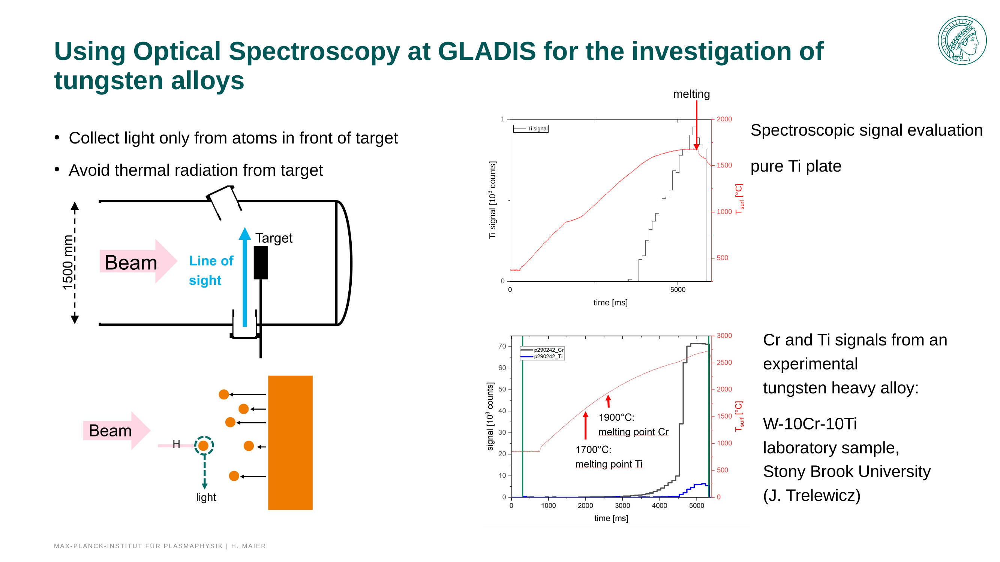 Using Optical Spectroscopy at GLADIS for the investigation of
tungsten alloys
• Collect light only from atoms in front of target
• Avoid thermal radiation from target
1500 mm
Beam
Line of
sight
Target
Beam
H
light
melting
1
0
Ti signal
2000
1500
1000
500
Ti signal [10³ counts]
Tsurf [°C]
0
5000
time [ms]
Spectroscopic signal evaluation
pure Ti plate
70
60
50
40
30
20
10
0
signal [10³ counts]
p290242_Cr
p290242_Ti
1900°C:
melting point Cr
1700°C:
melting point Ti
3000
2500
2000
1500
1000
500
0
Tsurf [°C]
0
1000
2000
3000
4000
5000
time [ms]
Cr and Ti signals from an
experimental
tungsten heavy alloy:
W-10Cr-10Ti
laboratory sample,
Stony Brook University
(J. Trelewicz)
MAX-PLANCK-INSTITUT FÜR PLASMAPHYSIK | H. MAIER